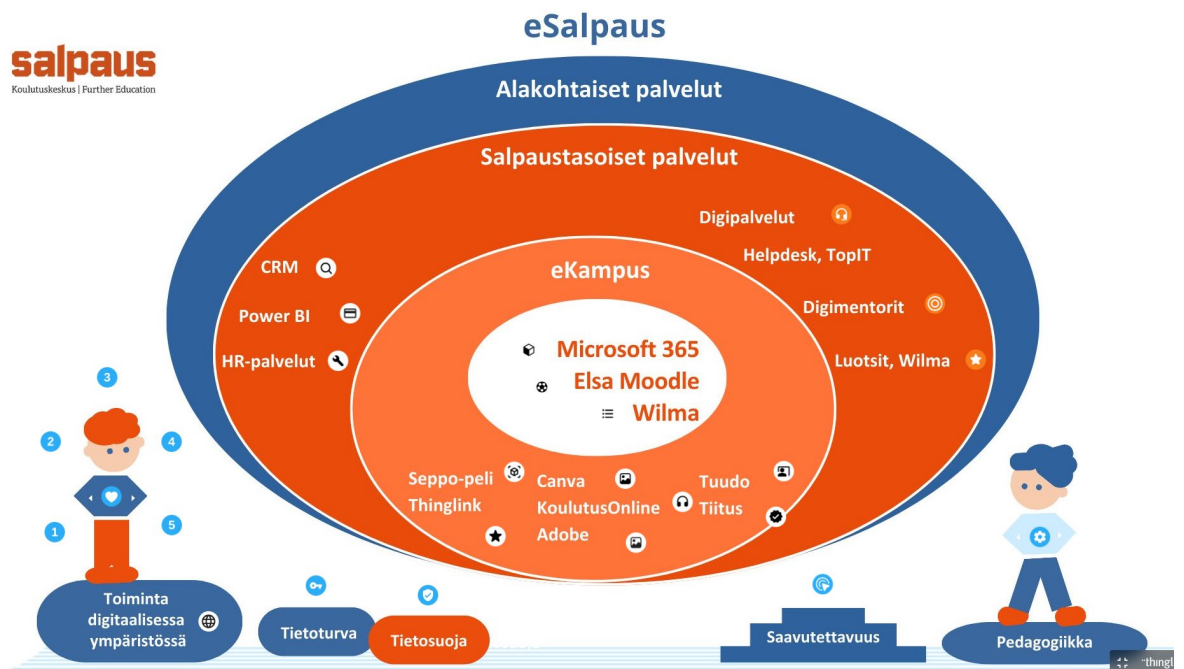 eSalpaus
salpaus
Koulutuskeskus | Further Education
Alakohtaiset palvelut
Salpaustasoiset palvelut
Digipalvelut
Helpdesk, TopIT
CRM
eKampus
Digimentorit
Power BI
Microsoft 365
HR-palvelut
Luotsit, Wilma
Elsa Moodle
Wilma
3
2
4
1
5
Seppo-peli
Thinglink
Canva
KoulutusOnline
Adobe
Tuudo
Tiitus
Toiminta
digitaalisessa
ympäristössä
Tietoturva
Tietosuoja
Saavutettavuus
Pedagogiikka